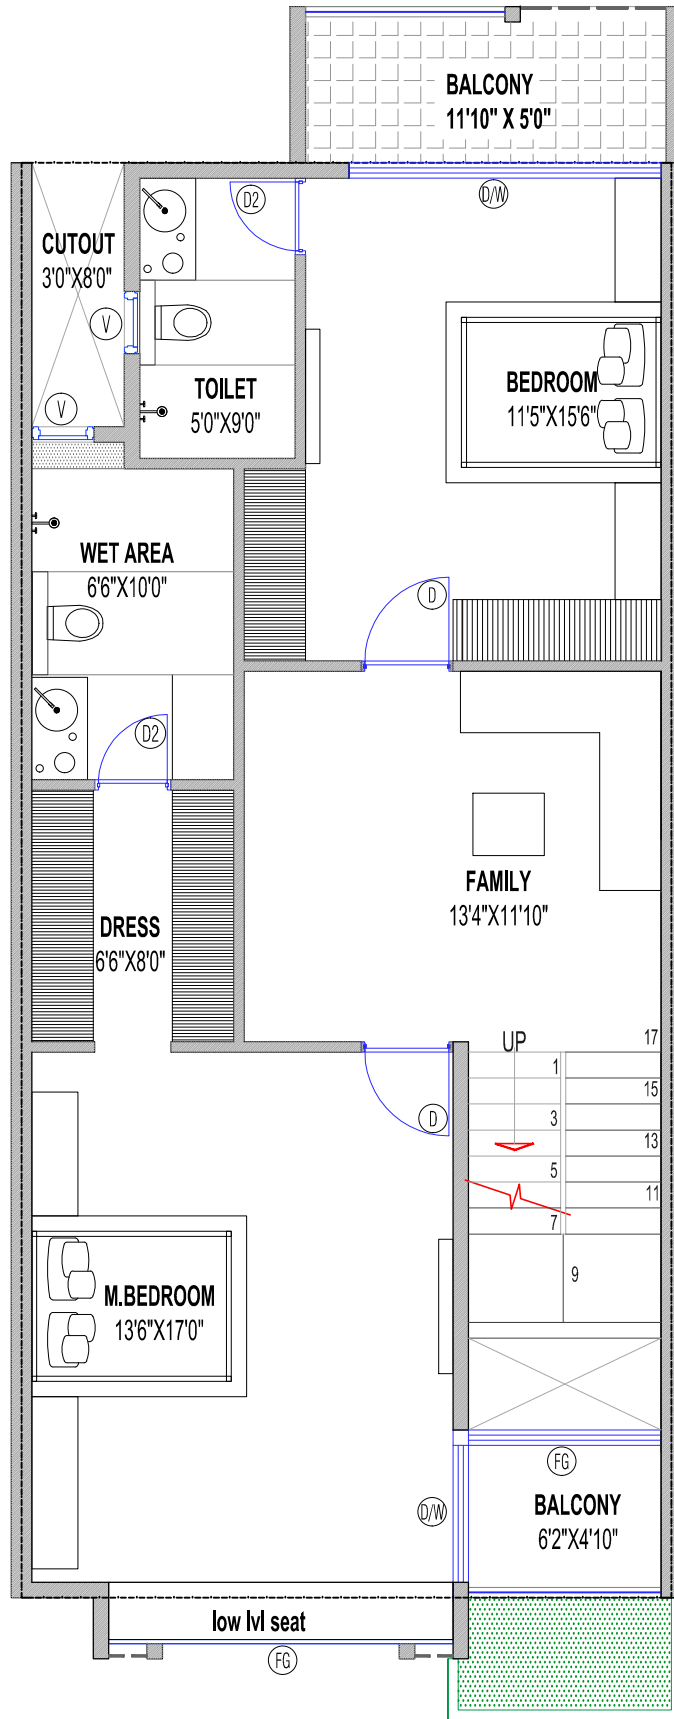 BALCONY
11'10" X 5'0"
D/W
D2
CUTOUT
3'0"X8'0"
V
V
TOILET
5'0"X9'0"
BEDROOM
11'5"X15'6"
WET AREA
6'6"X10'0"
D
D2
FAMILY
13'4"X11'10"
DRESS
6'6"X8'0"
UP
17
1
15
3
13
5
11
7
9
D
M.BEDROOM
13'6"X17'0"
FG
D/W
BALCONY
6'2"X4'10"
low lvl seat
FG